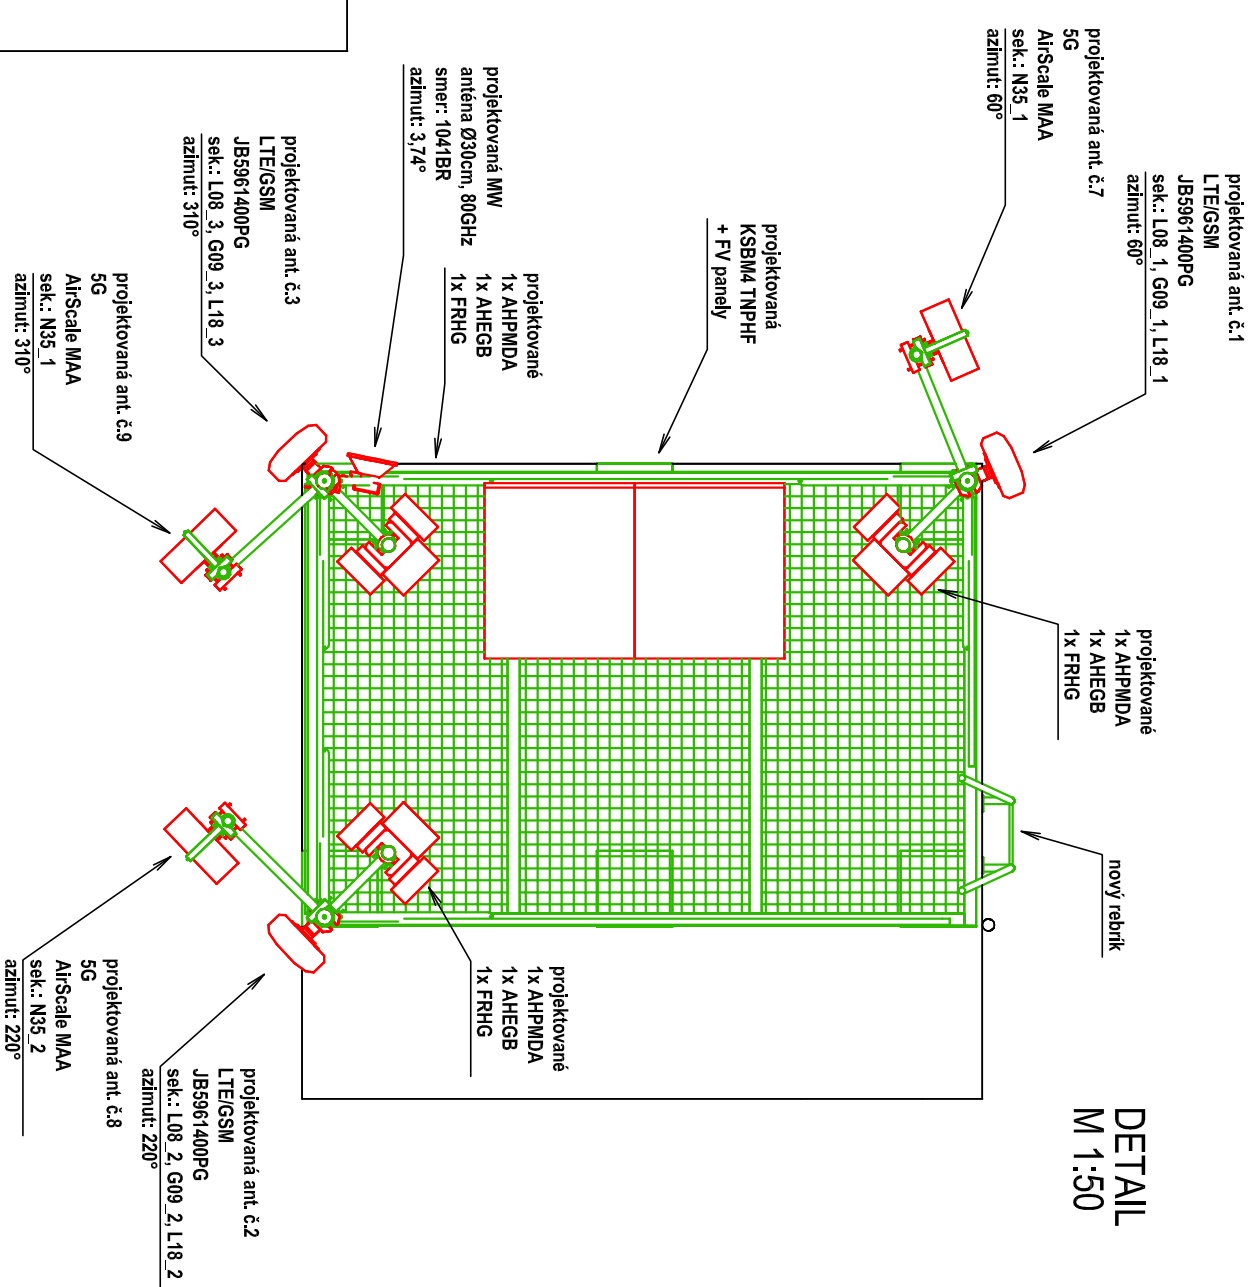 projektovaná ant. č.1
LTE/GSM
JB5961400PG
sek.: L08_1, G09_1, L18_1
azimut: 60°
projektovaná ant. č.7
5G
AirScale MAA
sek.: N35_1
azimut: 60°
projektované
1x AHPMDA
1x AHEGB
1x FRHG
nový rebrík
DETAIL
M 1:50
projektovaná
KSBM4 TNPHF
+ FV panely
projektovaná MW
anténa Ø30cm, 80GHz
smer: 1041BR
azimut: 3,74°
projektované
1x AHPMDA
1x AHEGB
1x FRHG
projektovaná ant. č.3
LTE/GSM
JB5961400PG
sek.: L08_3, G09_3, L18_3
azimut: 310°
projektovaná ant. č.9
5G
AirScale MAA
sek.: N35_1
azimut: 310°
projektované
1x AHPMDA
1x AHEGB
1x FRHG
projektovaná ant. č.2
LTE/GSM
JB5961400PG
sek.: L08_2, G09_2, L18_2
azimut: 220°
projektovaná ant. č.8
5G
AirScale MAA
sek.: N35_2
azimut: 220°